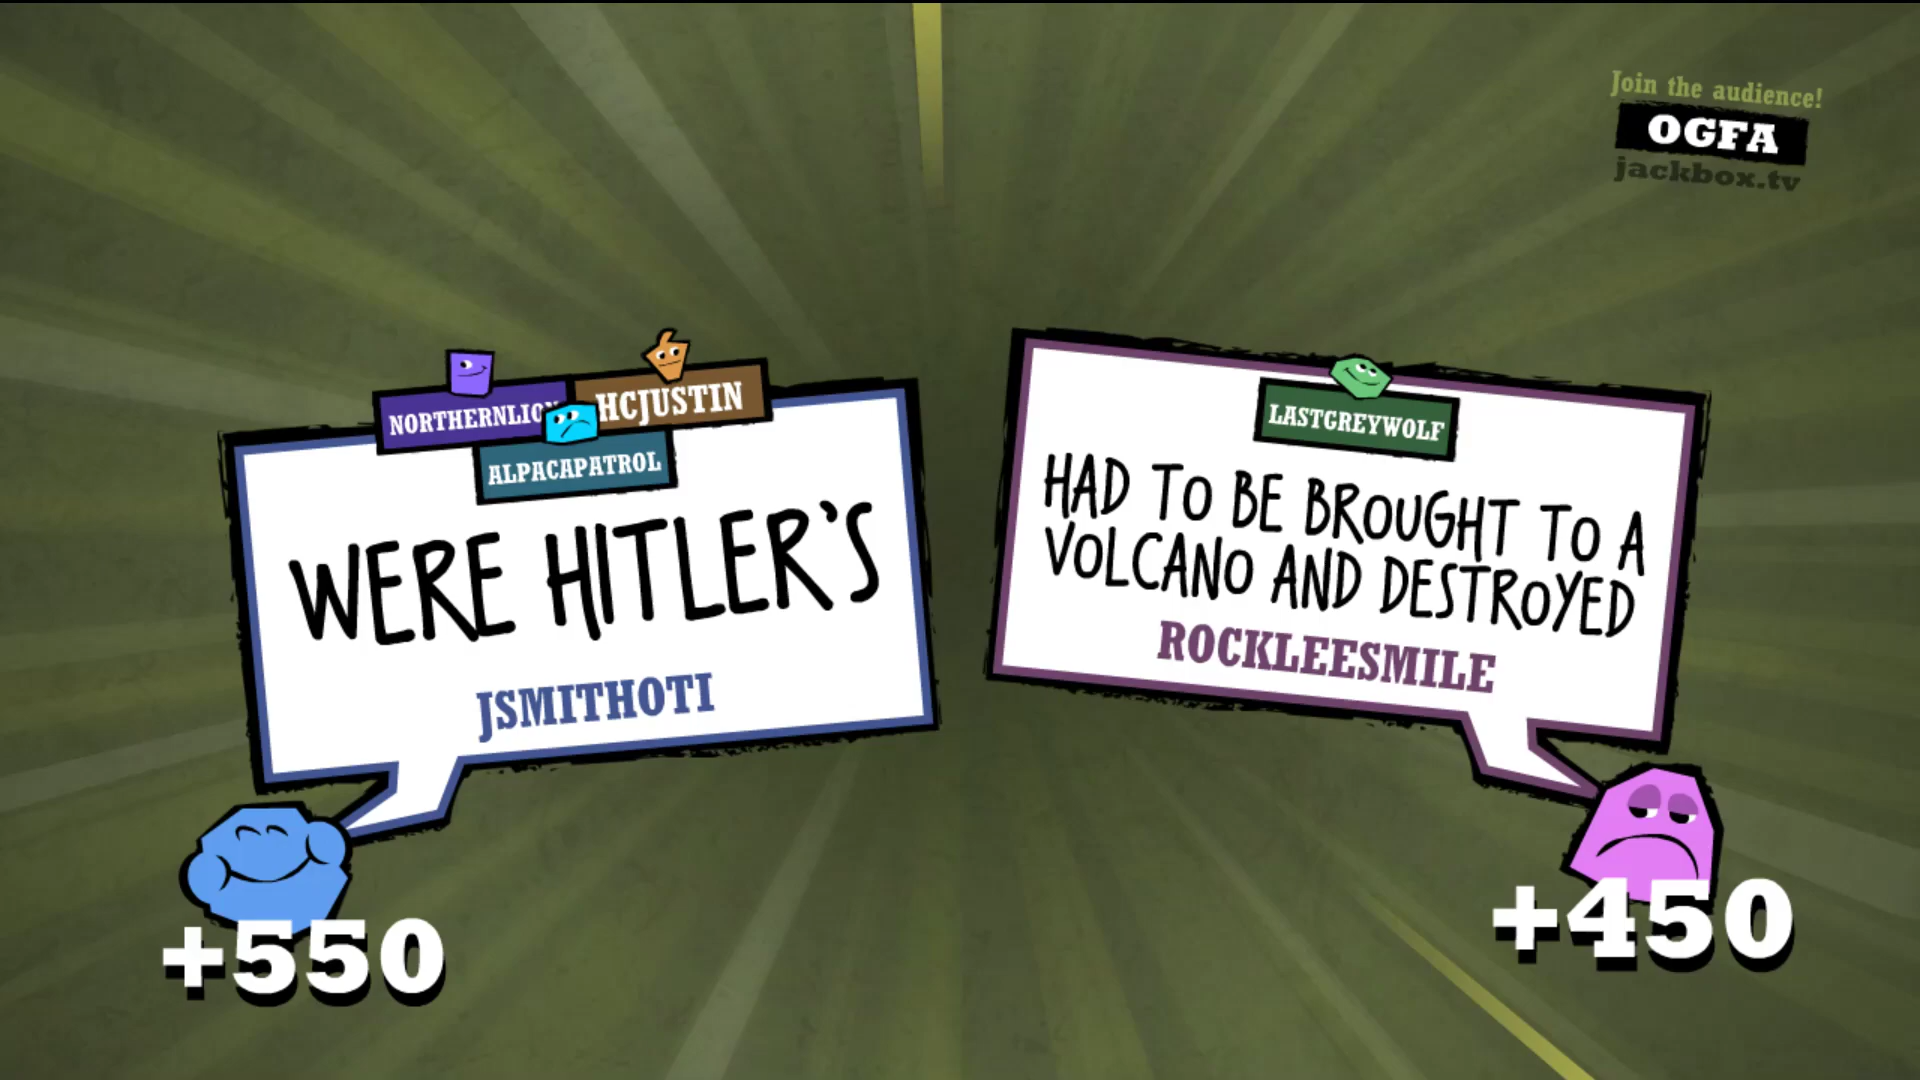 Join the audience!
OGFA
jackbox.tv
HCJUSTIN
ALPACAPATROL
WERE HITLER'S
JSMITHOTI
+550
LASTGREYWOLF
HAD TO BE BROUGHT TO A
VOLCANO AND DESTROYED
ROCKLEESMILE
+450